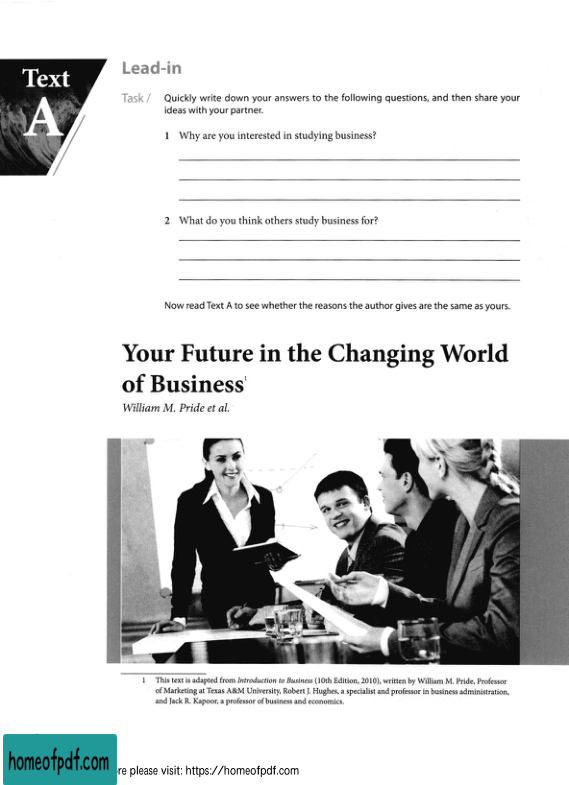 Text
A
Lead-in
Task / Quickly write down your answers to the following questions, and then share your
ideas with your partner.
1 Why are you interested in studying business?
2 What do you think others study business for?
Now read Text A to see whether the reasons the author gives are the same as yours.
Your Future in the Changing World
of Business1
William M. Pride et al.
1 This text is adapted from Introduction to Business (10th Edition, 2010), written by William M. Pride, Professor
of Marketing at Texas A&M University, Robert J. Hughes, a specialist and professor in business administration,
and Jack R. Kapoor, a professor of business and economics.
homeofpdf.com
please visit: https://homeofpdf.com